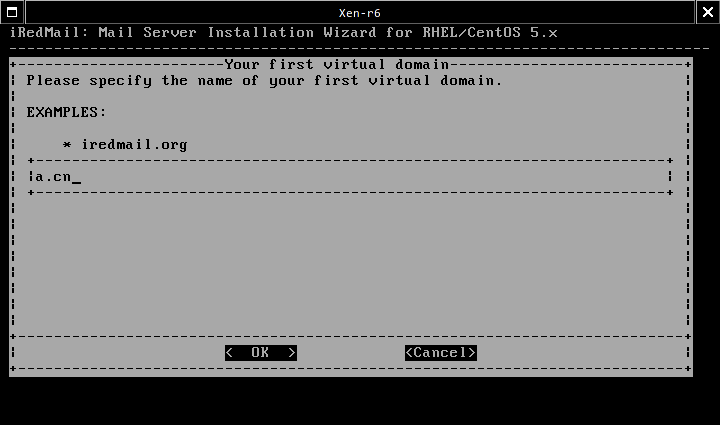 Xen-r6
iRedMail: Mail Server Installation Wizard for RHEL/CentOS 5.x
Your first virtual domain
Please specify the name of your first virtual domain.
EXAMPLES:
* iredmail.org
a.cn_
< OK >
<Cancel>